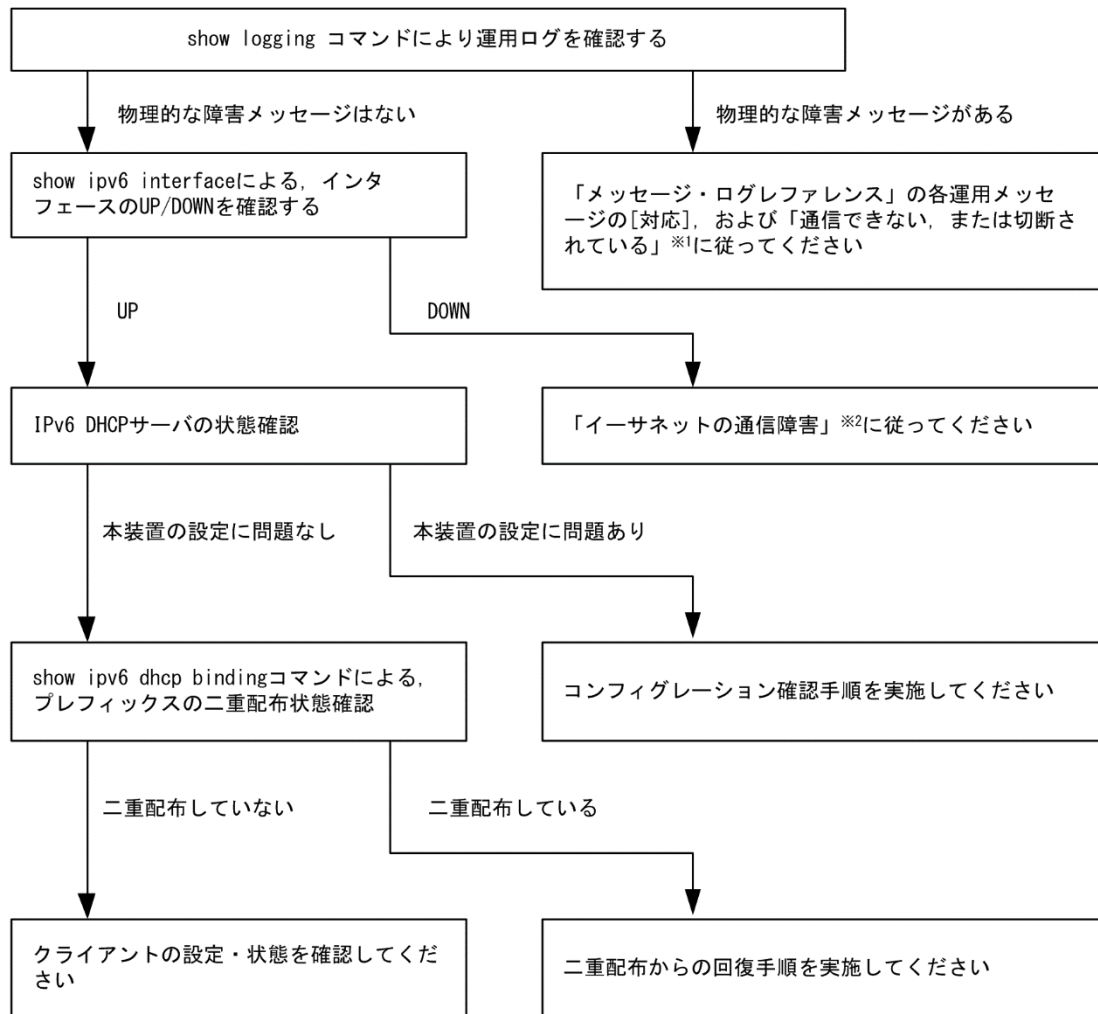 show logging コマンドにより運用ログを確認する
物理的な障害メッセージはない
物理的な障害メッセージがある
show ipv6 interfaceによる，インタ
フェースのUP/DOWNを確認する
「メッセージ・ログレファレンス」の各運用メッセ
ージの[対応]，および「通信できない，または切断さ
れている」※1に従ってください
UP
DOWN
IPv6 DHCPサーバの状態確認
「イーサネットの通信障害」※2に従ってください
本装置の設定に問題なし
本装置の設定に問題あり
show ipv6 dhcp bindingコマンドによる，
プレフィックスの二重配布状態確認
コンフィグレーション確認手順を実施してください
二重配布していない
二重配布している
クライアントの設定・状態を確認してくだ
さい
二重配布からの回復手順を実施してください